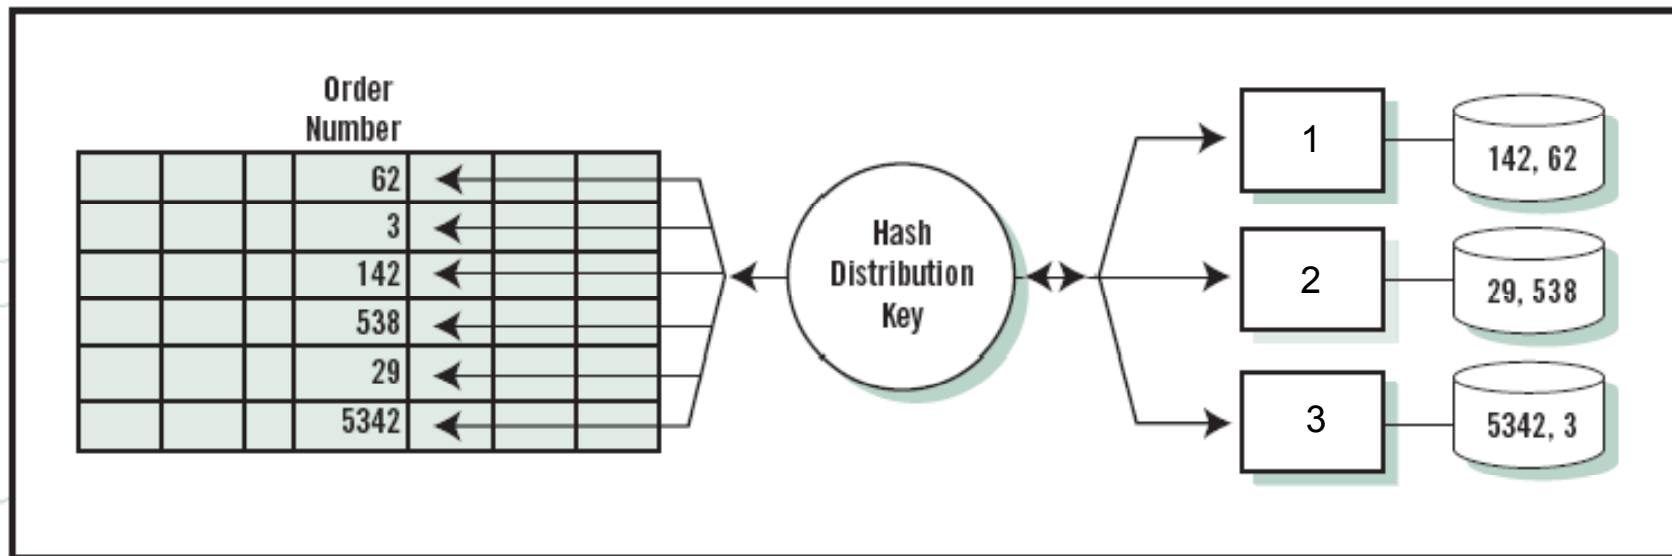 Order
Number
62
3
142
538
29
5342
Hash
Distribution
Key
1
142, 62
2
29, 538
3
5342, 3